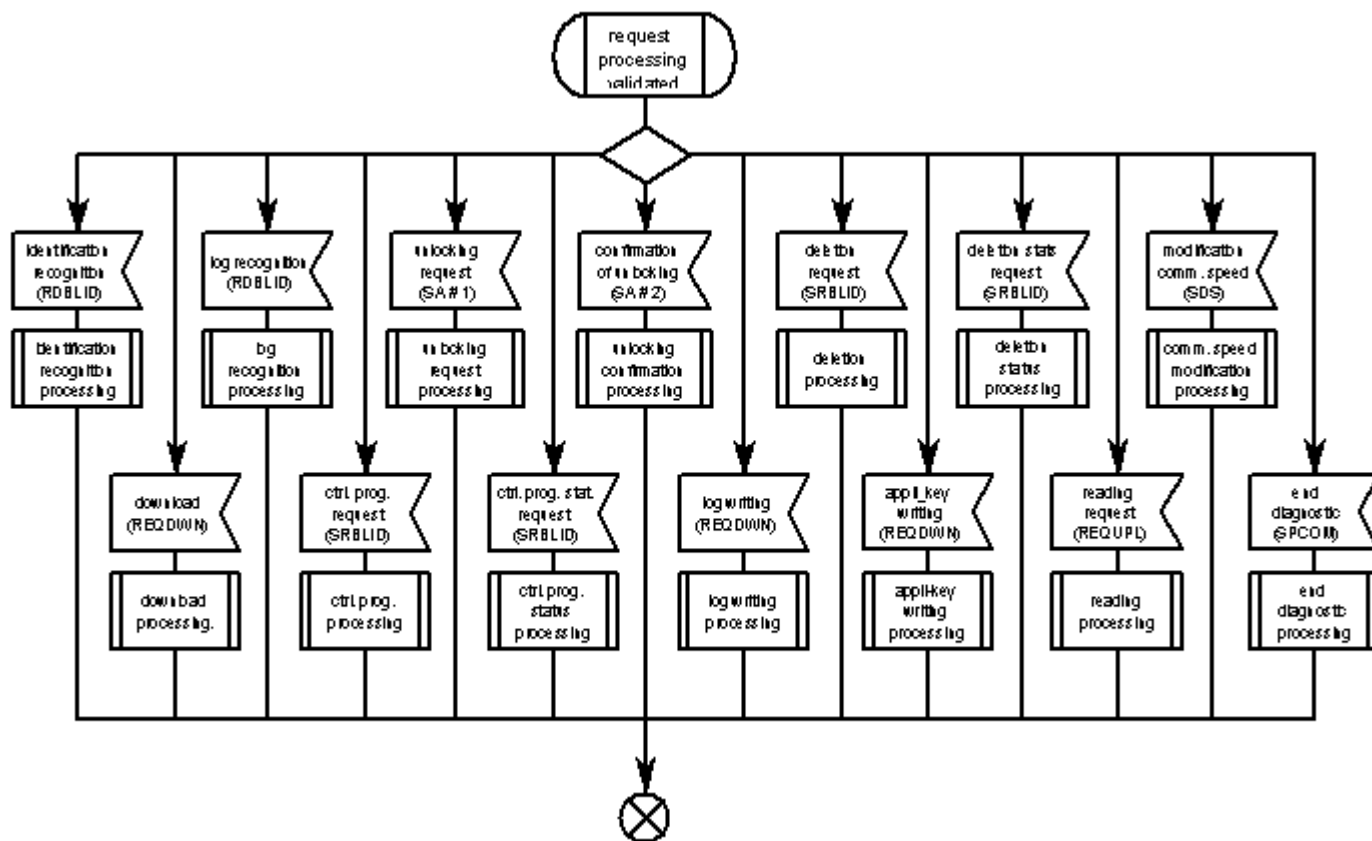 request
processing
validated
identification
recognition
(RDBLID)
log recognition
(RDBLID)
unlocking
request
(SA#1)
confirmation
of unlocking
(SA#2)
deletion
request
(SRBLID)
deletion stats
request
(SRBLID)
modification
comm. speed
(SDS)
identification
recognition
processing
log
recognition
processing
unlocking
request
processing
unlocking
confirmation
processing
deletion
processing
deletion
status
processing
comm. speed
modification
processing
download
(REQDWN)
ctrl. prog.
request
(SRBLID)
ctrl. prog. stat.
request
(SRBLID)
log writing
(REQDWN)
appli_key
writing
(REQDWN)
reading
request
(REQUPL)
end
diagnostic
(SPCOM)
download
processing.
ctrl. prog.
processing
ctrl. prog.
status
processing
log writing
processing
appli-key
writing
processing
reading
processing
end
diagnostic
processing